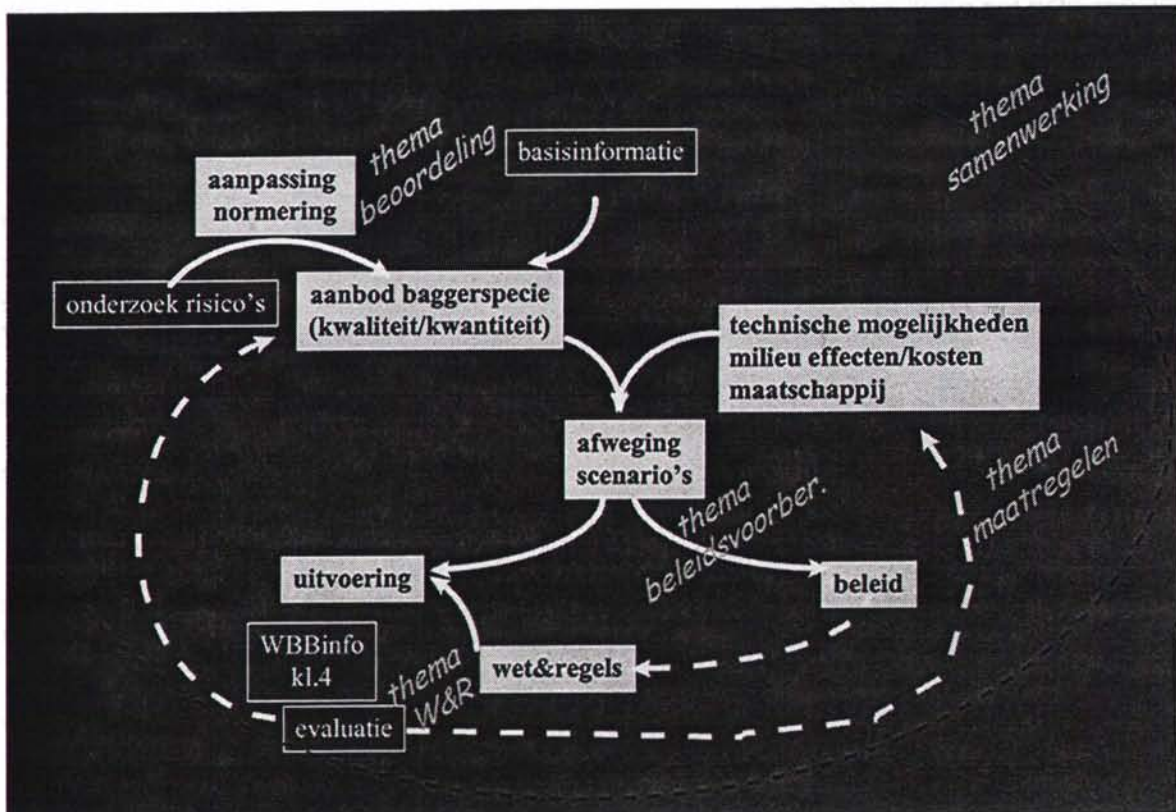 thema
samenwerking
thema
beoordeling
basisinformatie
aanpassing
normering
onderzoek risico's
aanbod baggerspecie
(kwaliteit/kwantiteit)
technische mogelijkheden
milieu effecten/kosten
maatschappij
afweging
scenario's
thema
beleidsvoorber.
thema
maatregelen
uitvoering
beleid
WBBinfo
kl.4
thema
W&R
wet&regels
evaluatie